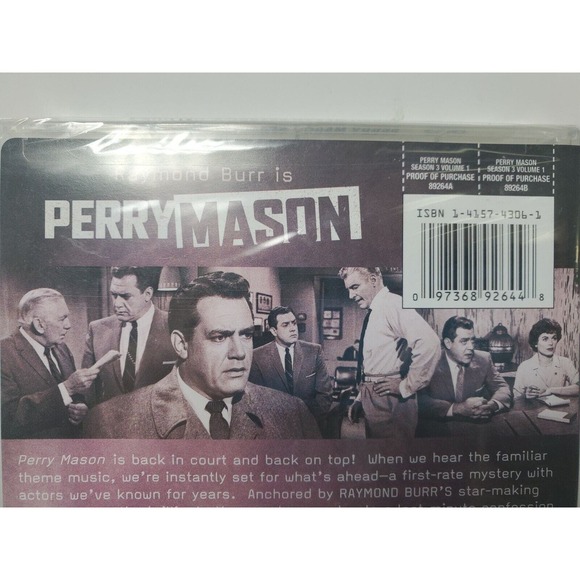 Raymond Burr is
PERRY MASON
PERRY MASON
SEASON 3 VOLUME 1
PROOF OF PURCHASE
89264A
PERRY MASON
SEASON 3 VOLUME 1
PROOF OF PURCHASE
89264B
ISBN 1-4157-4306-1
0 97368 92644 8
Perry Mason is back in court and back on top! When we hear the familiar
theme music, we're instantly set for what's ahead—a first-rate mystery with
actors we've known for years. Anchored by RAYMOND BURR'S star-making
last-minute confession